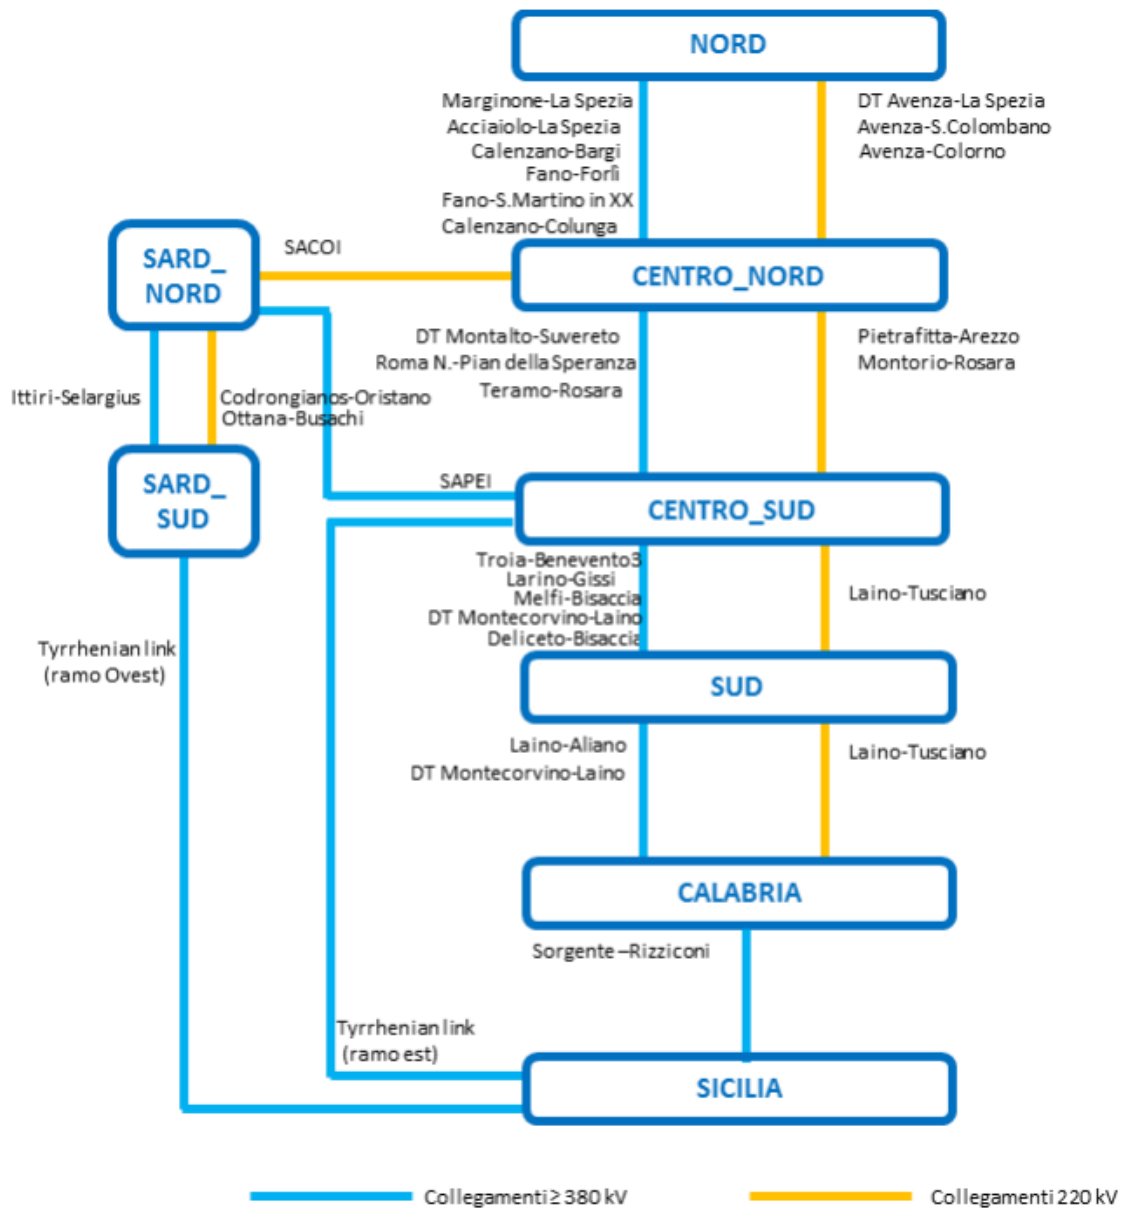 NORD
Marginone-La Spezia
Acciaiolo-La Spezia
Calenzano-Bargi
Fano-Forlì
Fano-S.Martino in XX
Calenzano-Colunga
DT Avenza-La Spezia
Avenza-S.Colombano
Avenza-Colorno
SARD_
NORD
SACOI
CENTRO_NORD
DT Montalto-Suvereto
Roma N.-Pian della Speranza
Teramo-Rosara
Pietrafitta-Arezzo
Montorio-Rosara
Ittiri-Selargius
Codrongianos-Oristano
Ottana-Busachi
SARD_
SUD
SAPEI
CENTRO_SUD
Troia-Benevento3
Larino-Gissi
Melfi-Bisaccia
DT Montecorvino-Laino
Deliceto-Bisaccia
Laino-Tusciano
Tyrrhenian link
(ramo Ovest)
SUD
Laino-Aliano
DT Montecorvino-Laino
Laino-Tusciano
CALABRIA
Sorgente –Rizziconi
Tyrrhenian link
(ramo est)
SICILIA
Collegamenti ≥ 380 kV
Collegamenti 220 kV